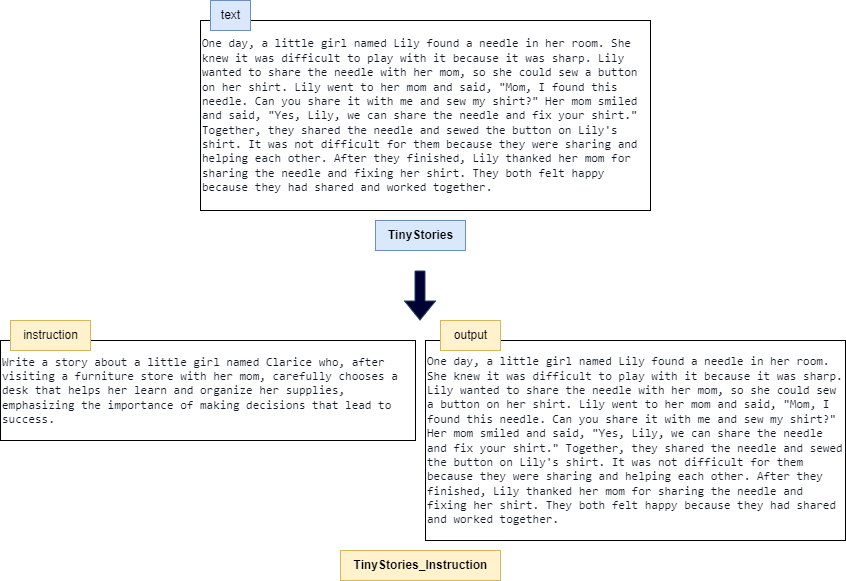 text
One day, a little girl named Lily found a needle in her room. She
knew it was difficult to play with it because it was sharp. Lily
wanted to share the needle with her mom, so she could sew a button
on her shirt. Lily went to her mom and said, "Mom, I found this
needle. Can you share it with me and sew my shirt?" Her mom smiled
and said, "Yes, Lily, we can share the needle and fix your shirt."
Together, they shared the needle and sewed the button on Lily's
shirt. It was not difficult for them because they were sharing and
helping each other. After they finished, Lily thanked her mom for
sharing the needle and fixing her shirt. They both felt happy
because they had shared and worked together.
TinyStories
instruction
Write a story about a little girl named Clarice who, after
visiting a furniture store with her mom, carefully chooses a
desk that helps her learn and organize her supplies,
emphasizing the importance of making decisions that lead to
success.
output
One day, a little girl named Lily found a needle in her room.
She knew it was difficult to play with it because it was sharp.
Lily wanted to share the needle with her mom, so she could sew
a button on her shirt. Lily went to her mom and said, "Mom, I
found this needle. Can you share it with me and sew my shirt?"
Her mom smiled and said, "Yes, Lily, we can share the needle
and fix your shirt." Together, they shared the needle and sewed
the button on Lily's shirt. It was not difficult for them
because they were sharing and helping each other. After they
finished, Lily thanked her mom for sharing the needle and
fixing her shirt. They both felt happy because they had shared
and worked together.
TinyStories_Instruction